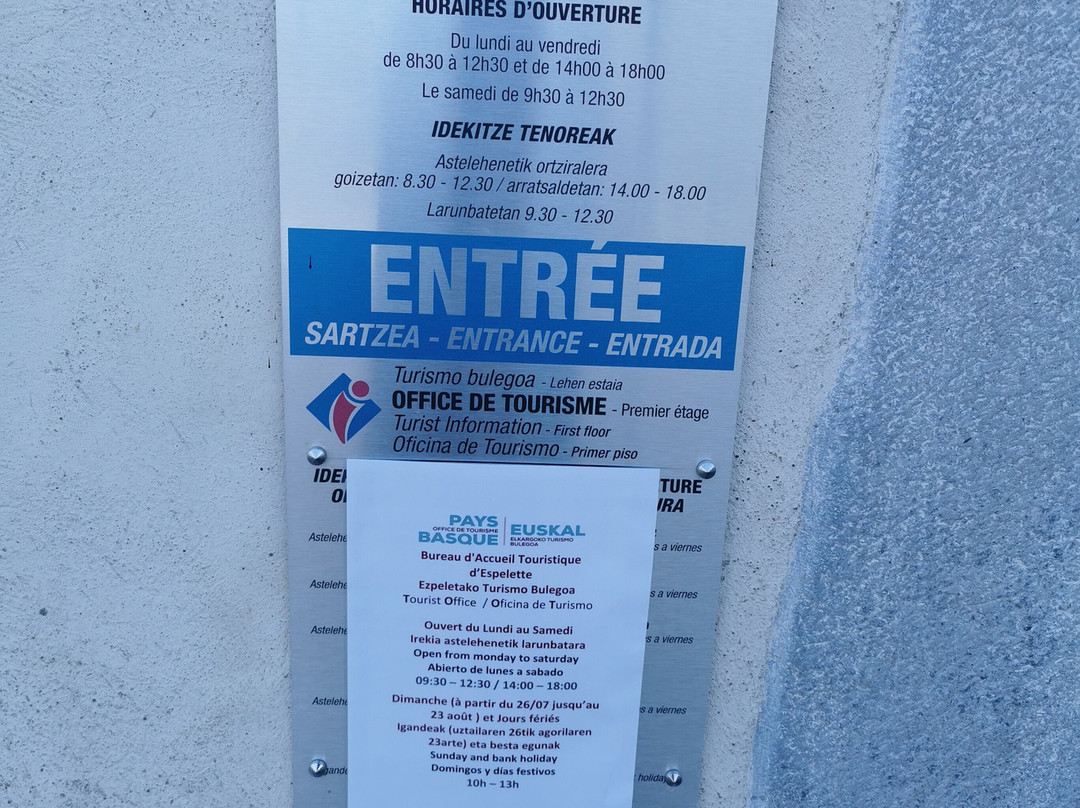 HORAIRES D'OUVERTURE
Du lundi au vendredi
de 8h30 à 12h30 et de 14h00 à 18h00
Le samedi de 9h30 à 12h30
IDEKITZE TENOREAK
Astelehenetik ortziralera
goizetan: 8.30 - 12.30 / arratsaldetan: 14.00 - 18.00
Larunbatetan 9.30 - 12.30
ENTRÉE
SARTZEA - ENTRANCE - ENTRADA
Turismo bulegoa - Lehen estaia
OFFICE DE TOURISME - Premier étage
Turist Information - First floor
Oficina de Turismo - Primer piso
PAYS BASQUE
OFFICE DE TOURISME
EUSKAL
ELKARGOKO TURISMO
BULEGOA
Bureau d'Accueil Touristique
d'Espelette
Ezpeletako Turismo Bulegoa
Tourist Office / Oficina de Turismo
Ouvert du Lundi au Samedi
Irekia astelehenetik larunbatara
Open from monday to saturday
Abierto de lunes a sabado
09:30 – 12:30 / 14:00 – 18:00
Dimanche (à partir du 26/07 jusqu'au
23 août ) et Jours fériés
Igandeak (uztailaren 26tik agorilaren
23arte) eta besta egunak
Sunday and bank holiday
Domingos y días festivos
10h – 13h
s a viernes
s a viernes
s a viernes
s a viernes
holiday